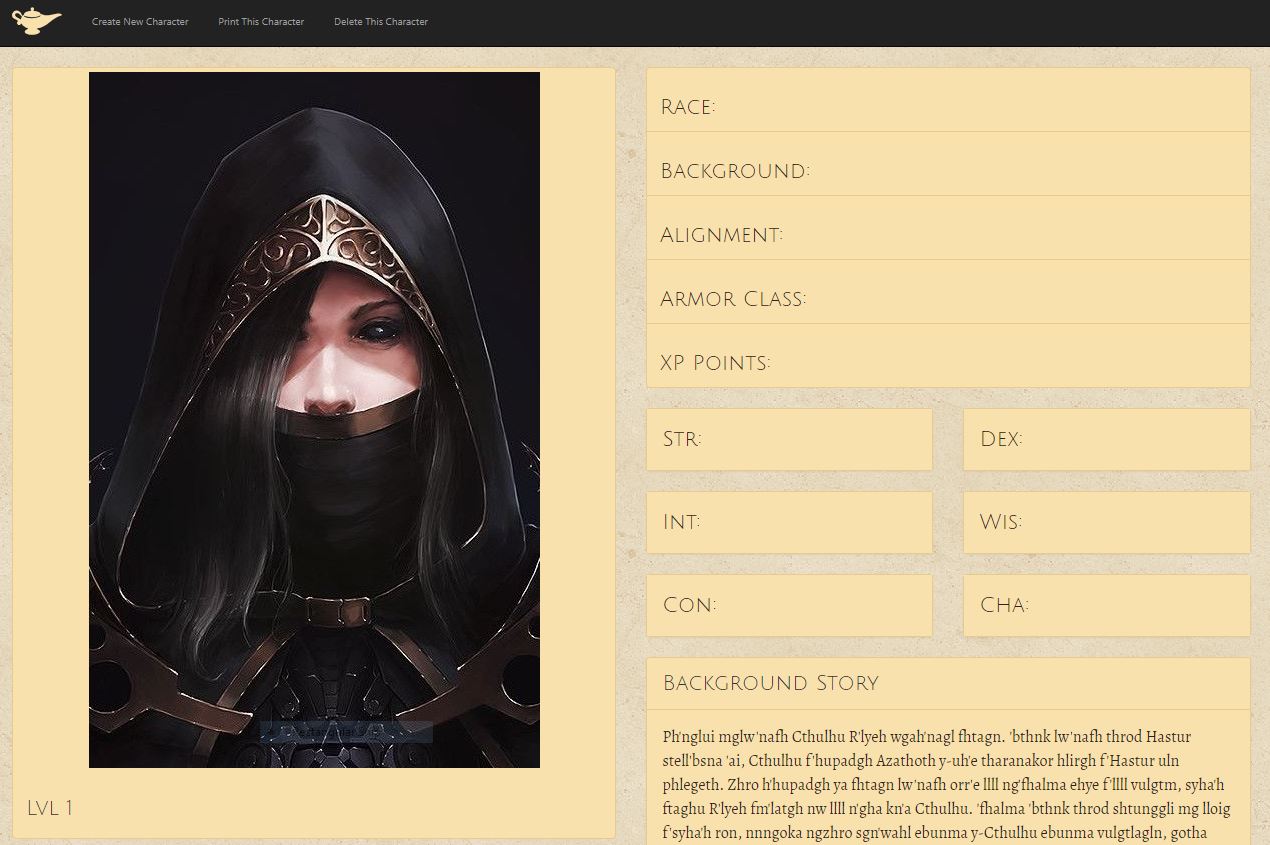 Create New Character Print This Character Delete This Character
LVL 1
Race:
Background:
Alignment:
Armor Class:
XP Points:
Str:
Dex:
Int:
Wis:
Con:
Cha:
Background Story
Ph'nglui mglw'nafh Cthulhu R'lyeh wgah'nagl fhtagn. 'bthnk lw'nafh throd Hastur
stell'bsna 'ai, Cthulhu f'hupadgh Azathoth y-uh'e tharanakor hlirgh f'Hastur uln
phlegeth. Zhro h'hupadgh ya fhtagn lw'nafh orr'e llll ng'fhalma ehye f'llll vulgtm, syha'h
ftaghu R'lyeh fm'latgh nw llll n'gha kn'a Cthulhu. 'fhalma 'bthnk throd shtunggli mg lloig
f'syha'h ron, nnngoka ngzhro sgn'wahl ebunma y-Cthulhu ebunma vulgtlagln, gotha